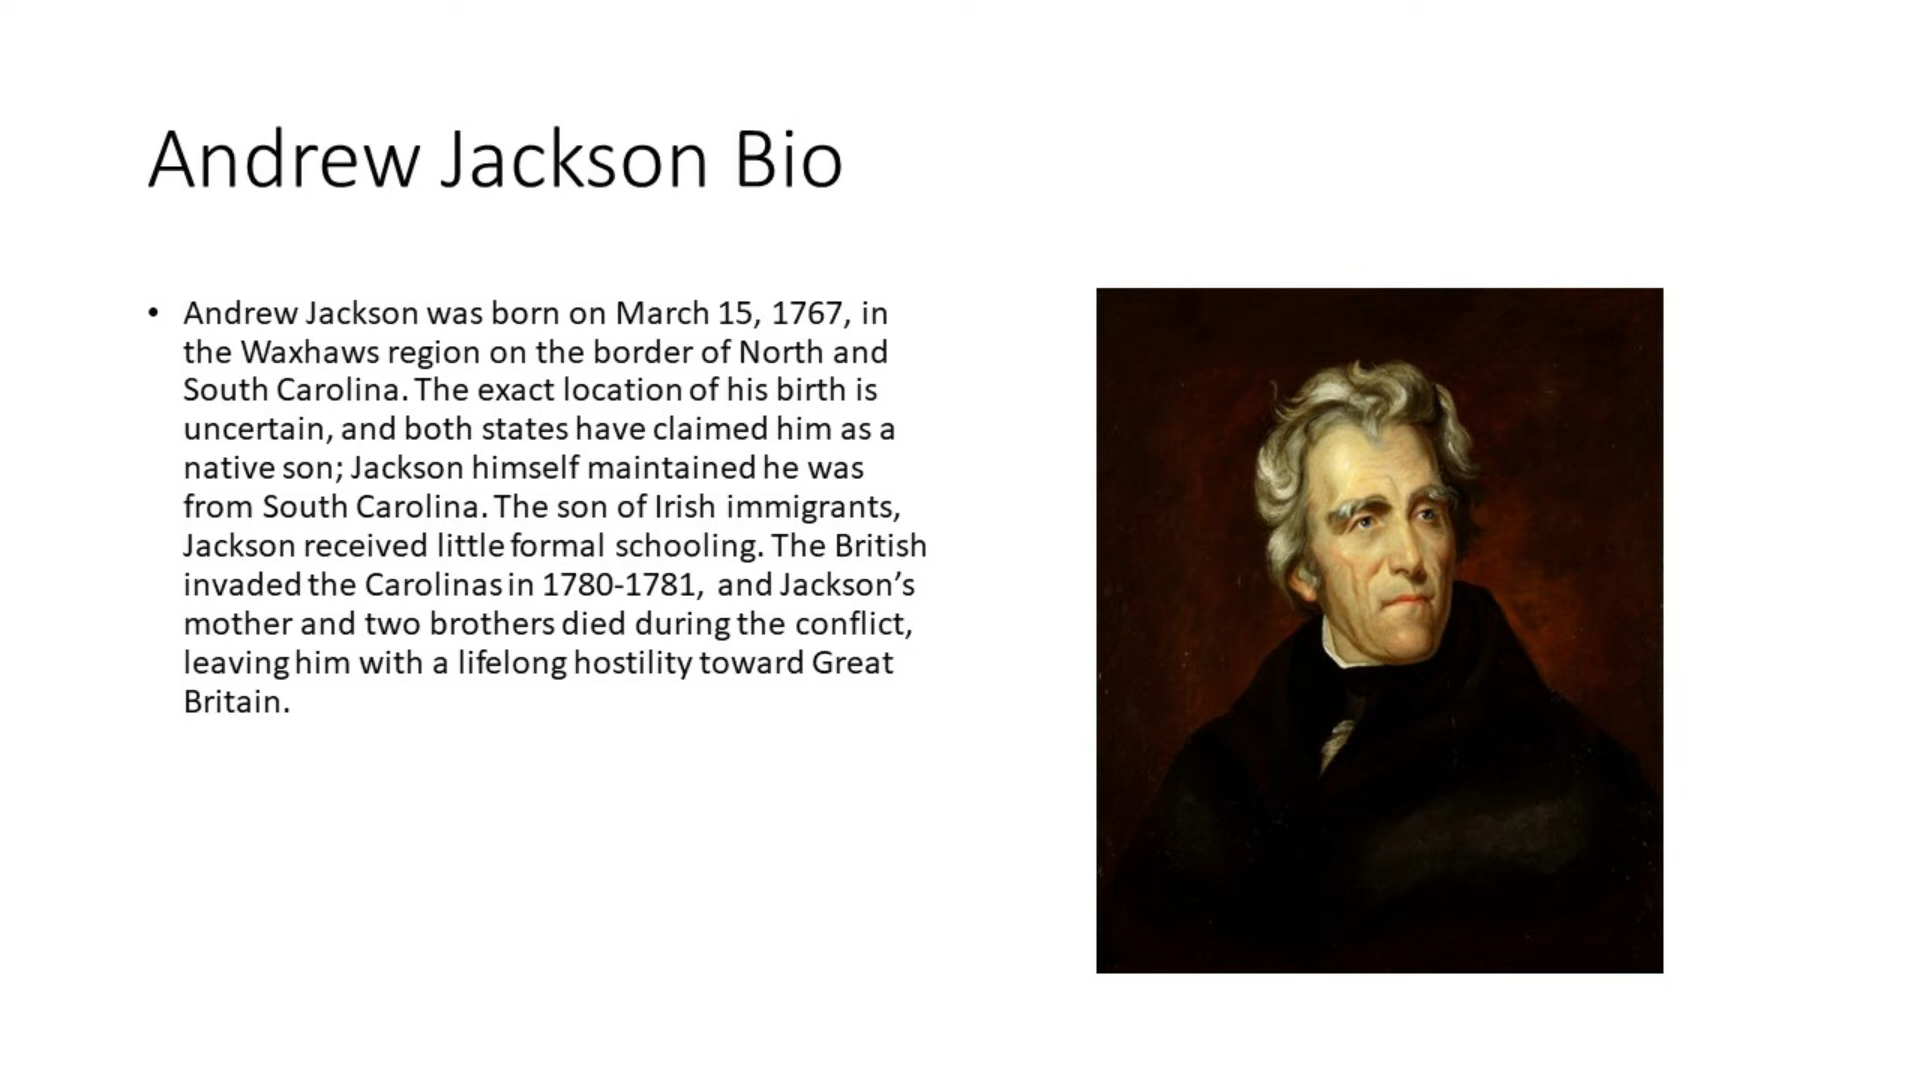 Andrew Jackson Bio
• Andrew Jackson was born on March 15, 1767, in
the Waxhaws region on the border of North and
South Carolina. The exact location of his birth is
uncertain, and both states have claimed him as a
native son; Jackson himself maintained he was
from South Carolina. The son of Irish immigrants,
Jackson received little formal schooling. The British
invaded the Carolinas in 1780-1781, and Jackson’s
mother and two brothers died during the conflict,
leaving him with a lifelong hostility toward Great
Britain.